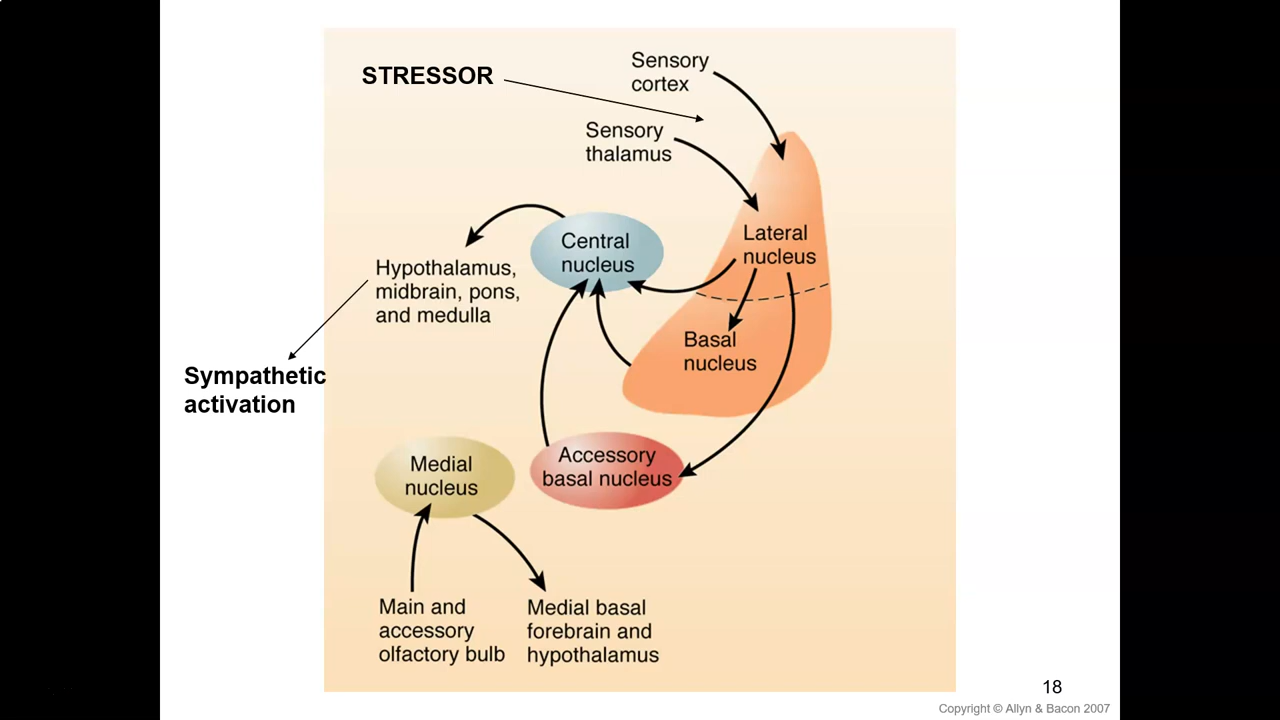 STRESSOR
Sensory
cortex
Sensory
thalamus
Central
nucleus
Lateral
nucleus
Hypothalamus,
midbrain, pons,
and medulla
Basal
nucleus
Sympathetic
activation
Medial
nucleus
Accessory
basal nucleus
Main and
accessory
olfactory bulb
Medial basal
forebrain and
hypothalamus
18
Copyright © Allyn & Bacon 2007